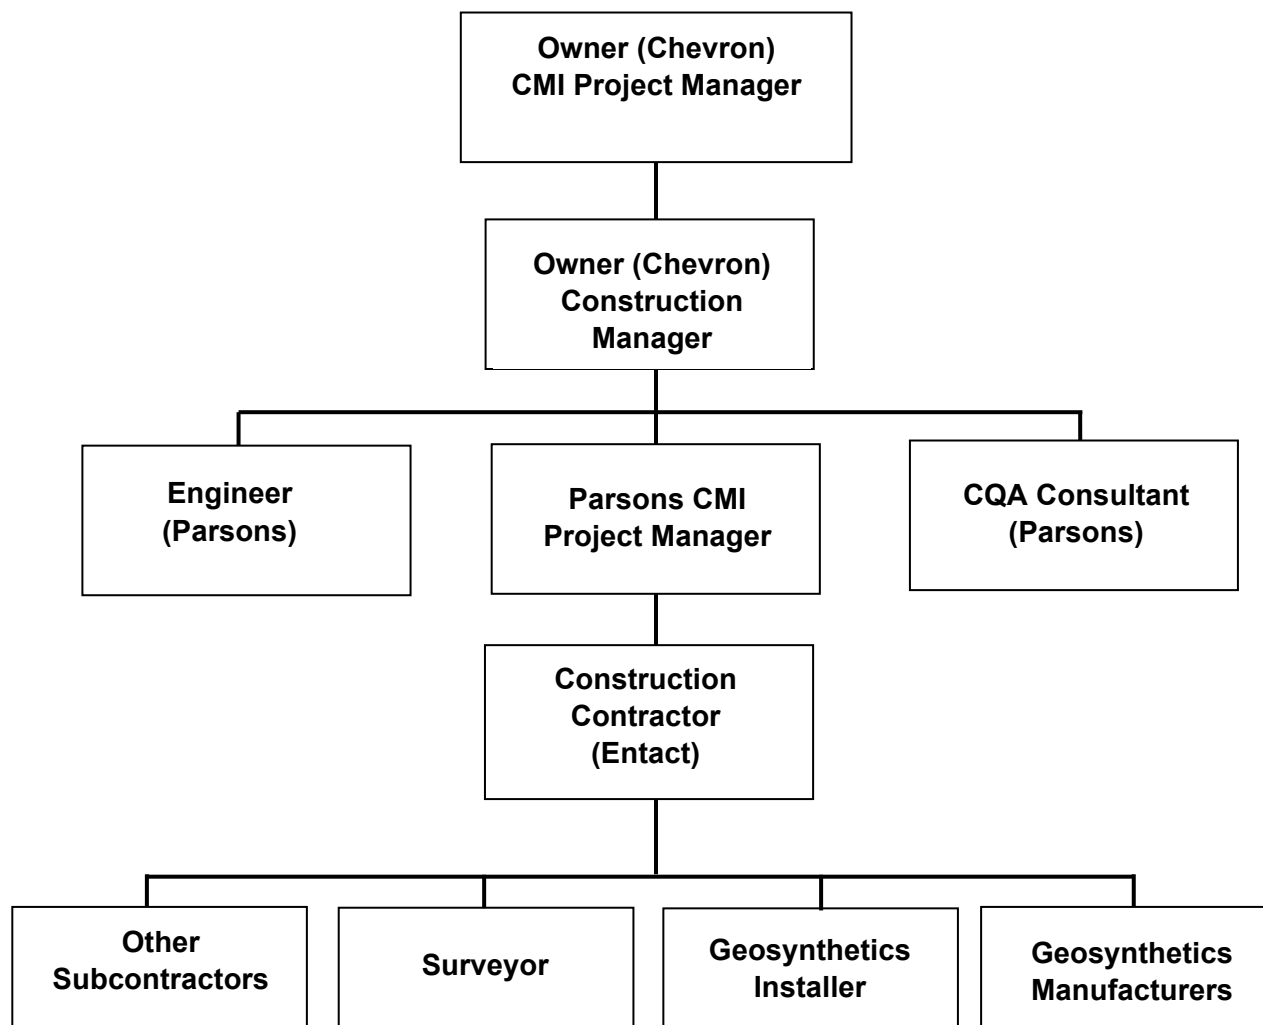 Owner (Chevron)
CMI Project Manager
Owner (Chevron)
Construction
Manager
Engineer
(Parsons)
Parsons CMI
Project Manager
CQA Consultant
(Parsons)
Construction
Contractor
(Entact)
Other
Subcontractors
Surveyor
Geosynthetics
Installer
Geosynthetics
Manufacturers